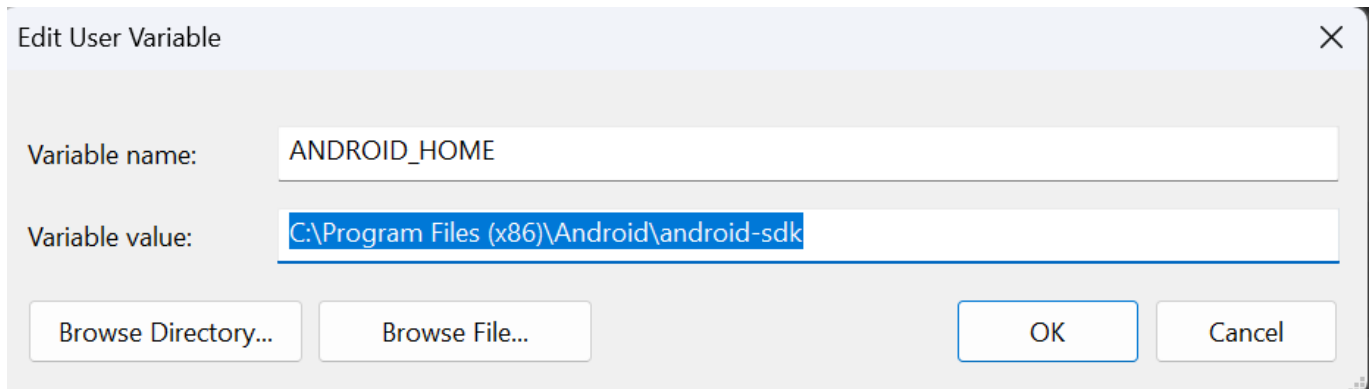 Edit User Variable
Variable name: ANDROID_HOME
Variable value: C:\Program Files (x86)\Android\android-sdk
Browse Directory... Browse File... OK Cancel